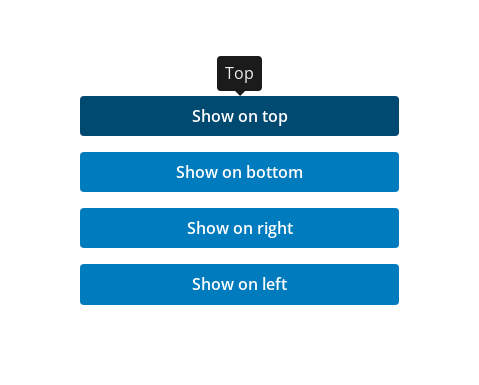 Top
Show on top
Show on bottom
Show on right
Show on left